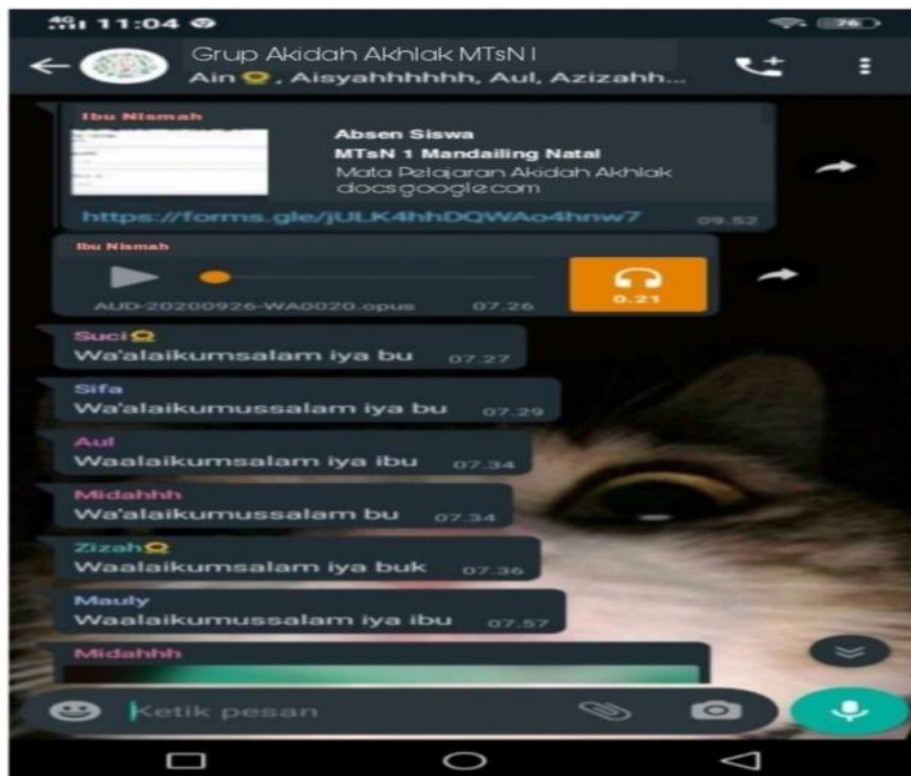 4G 11:04 76
Grup Akidah Akhlak MTsN I
Ain, Aisyahhhhhh, Aul, Azizahh...
Ibu Nismah
Absen Siswa
MTsN 1 Mandailing Natal
Mata Pelajaran Akidah Akhlak
docs.google.com
https://forms.gle/jULK4hhDQWAo4hnw7 09.52
Ibu Nismah
AUD-20200926-WA0020.opus 07.26 0.21
Suci
Wa'alaikumsalam iya bu 07.27
Sifa
Wa'alaikumussalam iya bu 07.29
Aul
Waalaikumsalam iya ibu 07.34
Midahhh
Wa'alaikumussalam bu 07.34
Zizah
Waalaikumsalam iya buk 07.36
Mauly
Waalaikumussalam iya ibu 07.57
Midahhh
Ketik pesan